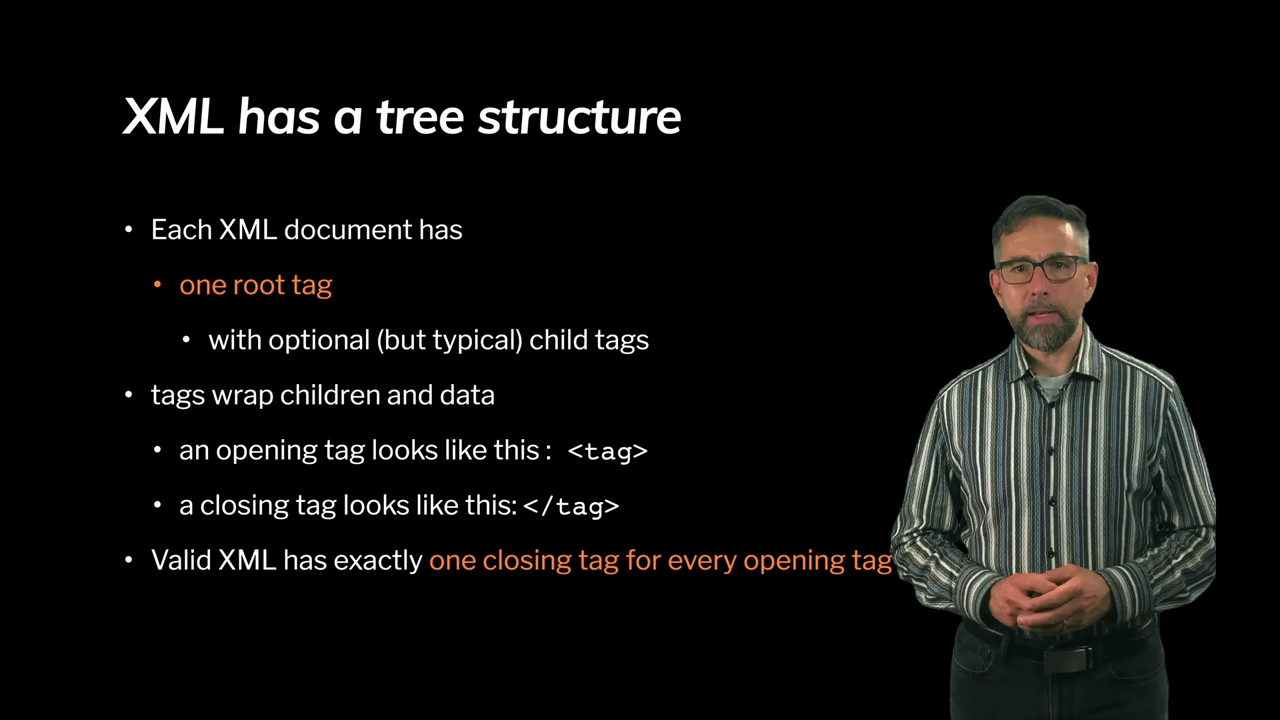 XML has a tree structure
• Each XML document has
• one root tag
• with optional (but typical) child tags
• tags wrap children and data
• an opening tag looks like this : <tag>
• a closing tag looks like this: </tag>
• Valid XML has exactly one closing tag for every opening tag